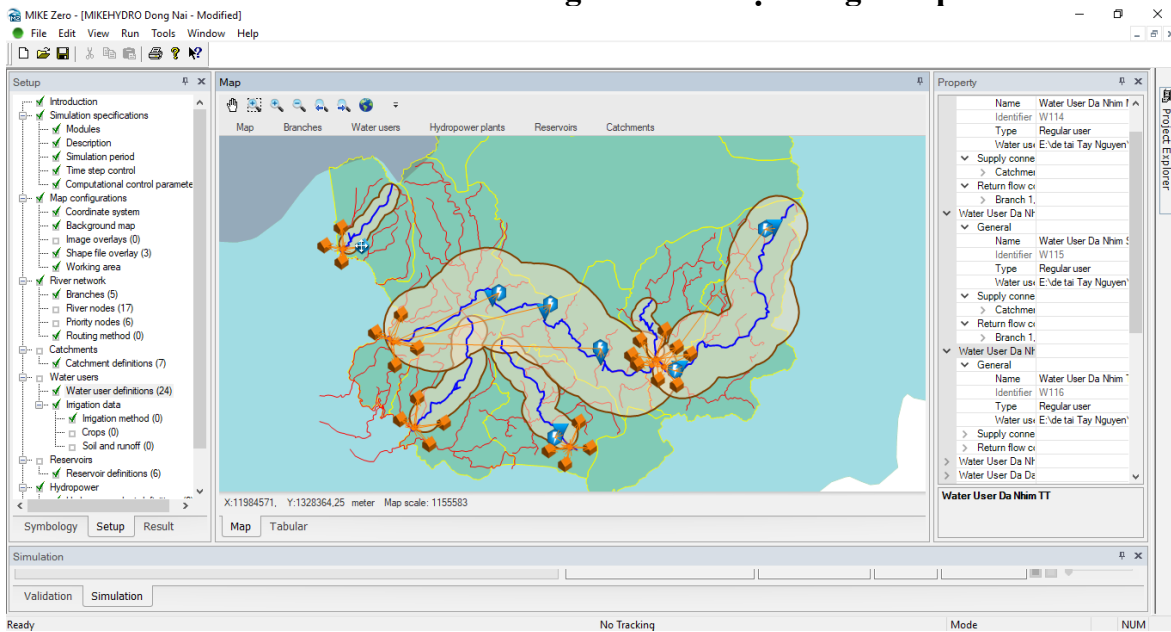 MIKE Zero - [MIKEHYDRO Dong Nai - Modified]
File Edit View Run Tools Window Help
Setup
Introduction
Simulation specifications
Modules
Description
Simulation period
Time step control
Computational control paramete
Map configurations
Coordinate system
Background map
Image overlays (0)
Shape file overlay (3)
Working area
River network
Branches (5)
River nodes (17)
Priority nodes (6)
Routing method (0)
Catchments
Catchment definitions (7)
Water users
Water user definitions (24)
Irrigation data
Irrigation method (0)
Crops (0)
Soil and runoff (0)
Reservoirs
Reservoir definitions (6)
Hydropower
Symbology Setup Result
Map
Map Branches Water users Hydropower plants Reservoirs Catchments
X:11984571, Y:1328364,25 meter Map scale: 1155583
Map Tabular
Property
Name Water User Da Nhim
Identifier W114
Type Regular user
Water use E:\de tai Tay Nguyen\
Supply conne
Catchmen
Return flow co
Branch 1,
Water User Da Nh
General
Name Water User Da Nhim S
Identifier W115
Type Regular user
Water use E:\de tai Tay Nguyen\
Supply conne
Catchmen
Return flow co
Branch 1,
Water User Da Nh
General
Name Water User Da Nhim T
Identifier W116
Type Regular user
Water use E:\de tai Tay Nguyen\
Supply conne
Return flow co
Water User Da Nh
Water User Da De
Water User Da Nhim TT
Project Explorer
Simulation
Validation Simulation
Ready No Tracking Mode NUM